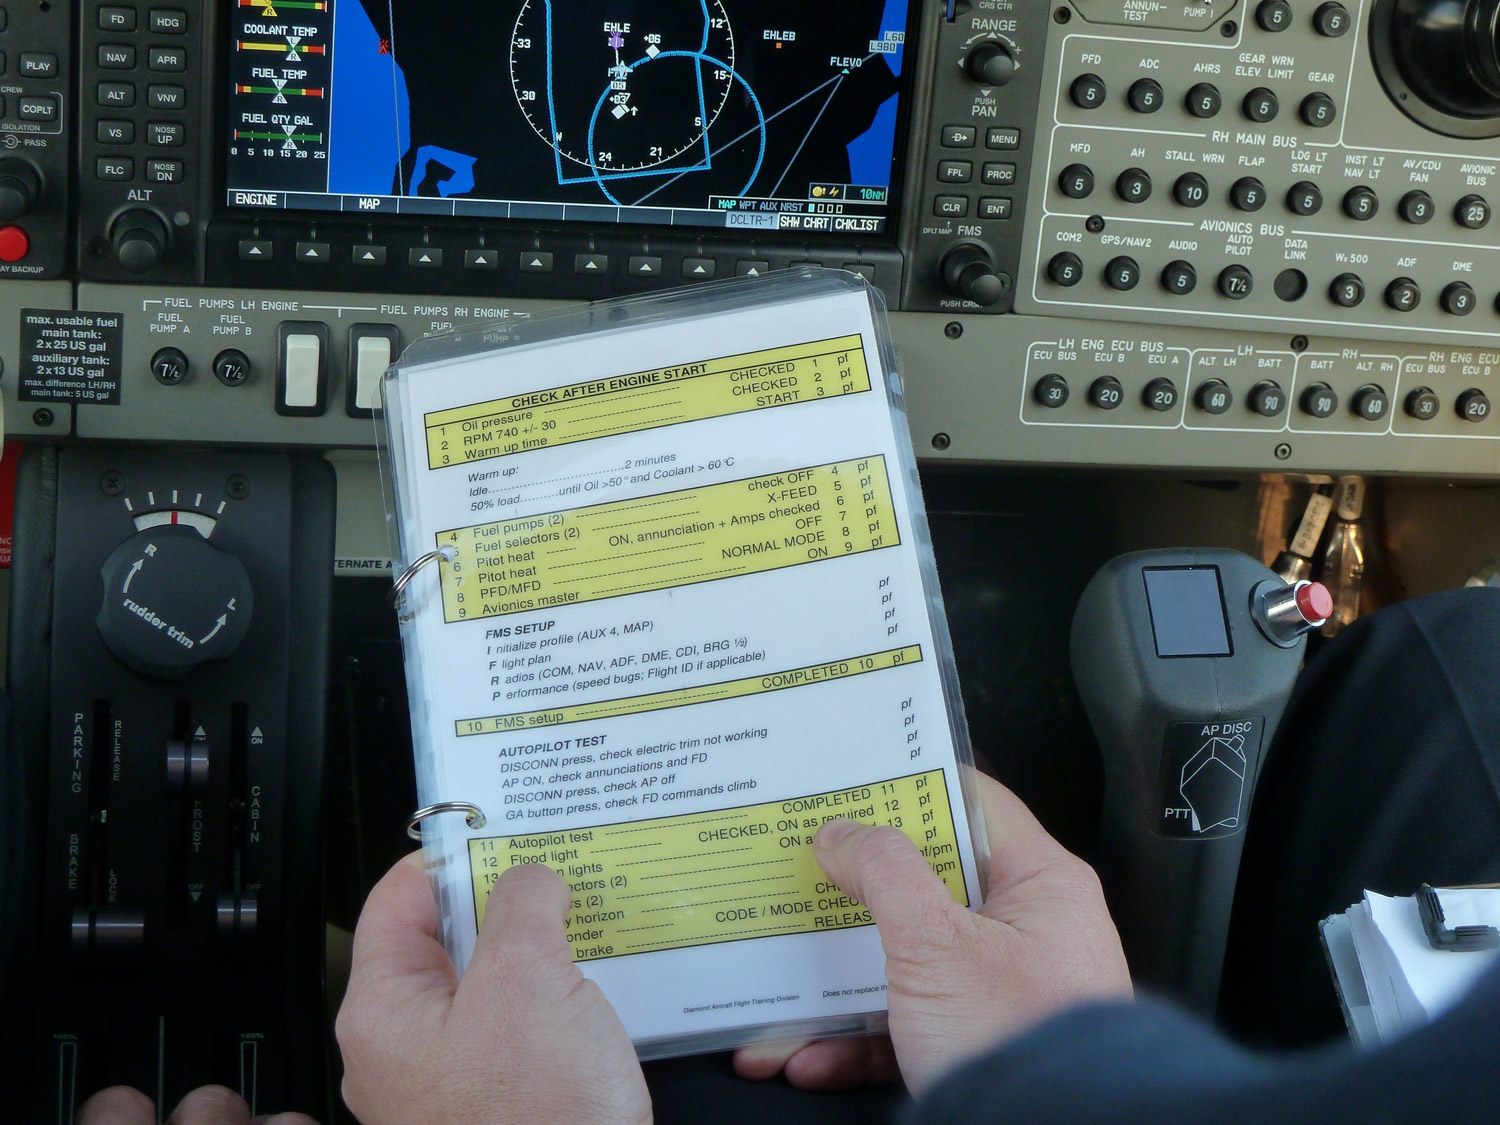 COOLANT TEMP
FUEL TEMP
FUEL QTY GAL
0 5 10 15 20 25
ENGINE
MAP
33
30
W
24
21
S
15
12
EHLE
+06
EHLEB
FLEVO
L60
L980
10NM
MAP WPT AUX NRST
DCLTR-1 SHW CHRT CHKLIST
FD HDG
NAV APR
ALT VNV
VS NOSE UP
FLC NOSE DN
ALT
PLAY
CREW
COPLT
ISOLATION
PASS
AY BACKUP
CRS CTR
RANGE
PUSH
PAN
D MENU
FPL PROC
CLR ENT
DFLT MAP FMS
PUSH CRSR
ANNUN-
TEST
PUMP
5 5
PFD ADC AHRS GEAR WRN ELEV. LIMIT GEAR
5 5 5 5 5
RH MAIN BUS
MFD AH STALL WRN FLAP LDG LT START INST LT NAV LT AV/CDU FAN AVIONIC BUS
5 3 10 5 5 5 3 25
AVIONICS BUS
COM2 GPS/NAV2 AUDIO AUTO PILOT DATA LINK Wx 500 ADF DME
5 5 5 7½ 3 2 3
LH ENG ECU BUS LH RH RH ENG ECU
ECU BUS ECU B ECU A ALT. LH BATT BATT ALT. RH ECU BUS ECU B
30 20 20 60 90 90 60 30 20
FUEL PUMPS LH ENGINE FUEL PUMPS RH ENGINE
FUEL PUMP A FUEL PUMP B
7½ 7½
max. usable fuel
main tank:
2 x 25 US gal
auxiliary tank:
2 x 13 US gal
max. difference LH/RH
main tank: 5 US gal
R L
rudder trim
PARKING
BRAKE
RELEASE
LOCK
ON
OFF
CABIN
ON
OFF
100%
CHECK AFTER ENGINE START
1 Oil pressure CHECKED 1 pf
2 RPM 740 +/- 30 CHECKED 2 pf
3 Warm up time START 3 pf
Warm up:
Idle..............................2 minutes
50% load..........until Oil >50° and Coolant > 60°C
4 Fuel pumps (2) check OFF 4 pf
Fuel selectors (2) X-FEED 5 pf
6 Pitot heat ON, annunciation + Amps checked 6 pf
7 Pitot heat OFF 7 pf
8 PFD/MFD NORMAL MODE 8 pf
9 Avionics master ON 9 pf
FMS SETUP
I nitialize profile (AUX 4, MAP) pf
F light plan pf
R adios (COM, NAV, ADF, DME, CDI, BRG ½) pf
P erformance (speed bugs; Flight ID if applicable) pf
10 FMS setup COMPLETED 10 pf
AUTOPILOT TEST
DISCONN press, check electric trim not working pf
AP ON, check annunciations and FD pf
DISCONN press, check AP off pf
GA button press, check FD commands climb pf
11 Autopilot test COMPLETED 11 pf
12 Flood light CHECKED, ON as required 12 pf
13 lights ON 13 pf
ectors (2) pf/pm
rs (2)
y horizon
onder CODE / MODE CHEC
brake RELEAS
Diamond Aircraft Flight Training Division Does not replace
AP DISC
PTT